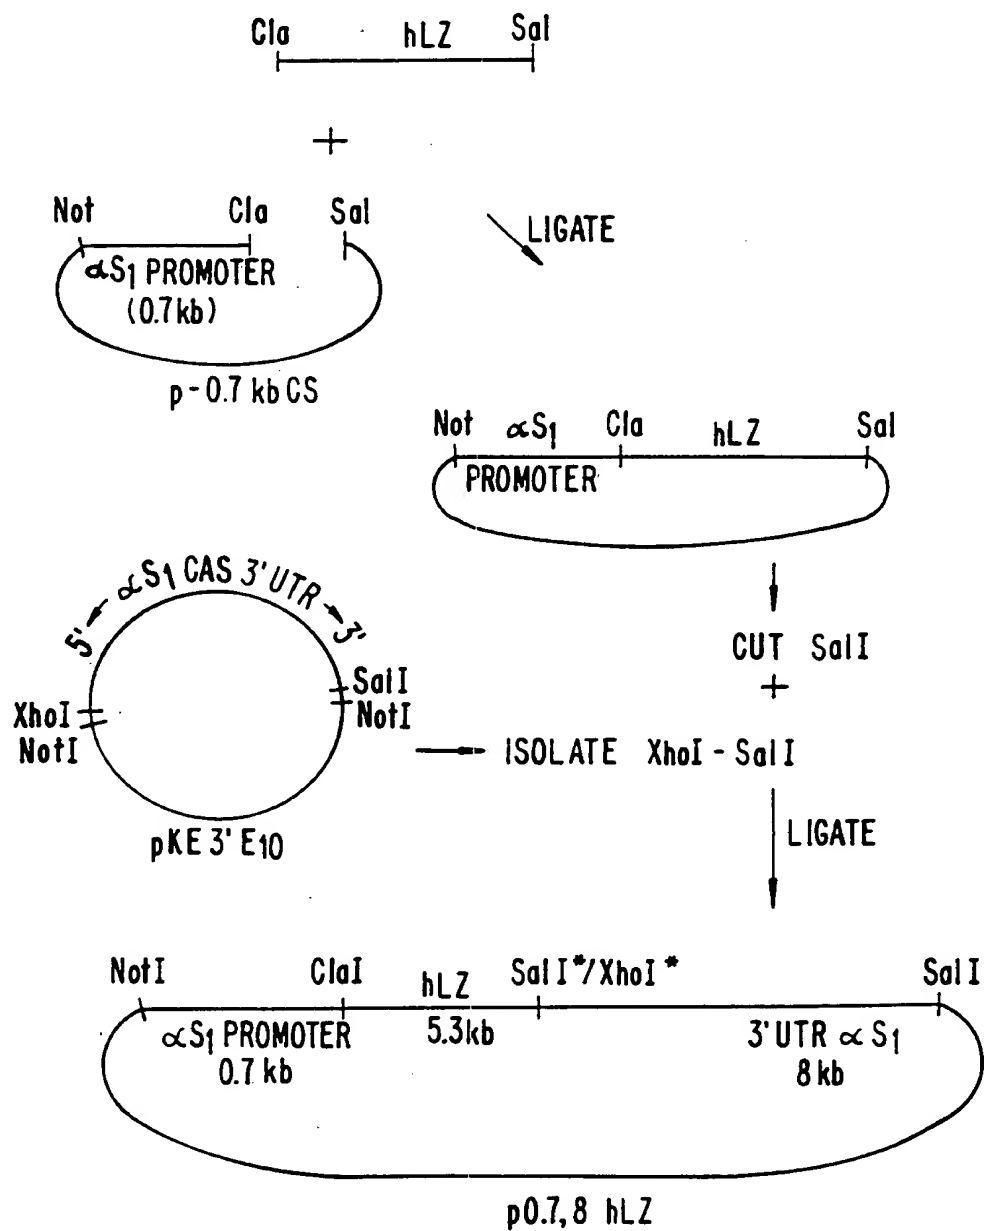 Cla hLZ Sal
+
Not Cla Sal
LIGATE
αS1 PROMOTER
(0.7kb)
p-0.7 kb CS
Not αS1 Cla hLZ Sal
PROMOTER
5' αS1 CAS 3' UTR 3'
CUT SalI
+
SalI
XhoI NotI
NotI
ISOLATE XhoI - SalI
pKE 3' E10
LIGATE
NotI ClaI hLZ SalI*/XhoI* SalI
αS1 PROMOTER 5.3kb 3'UTR αS1
0.7 kb 8 kb
p0.7,8 hLZ